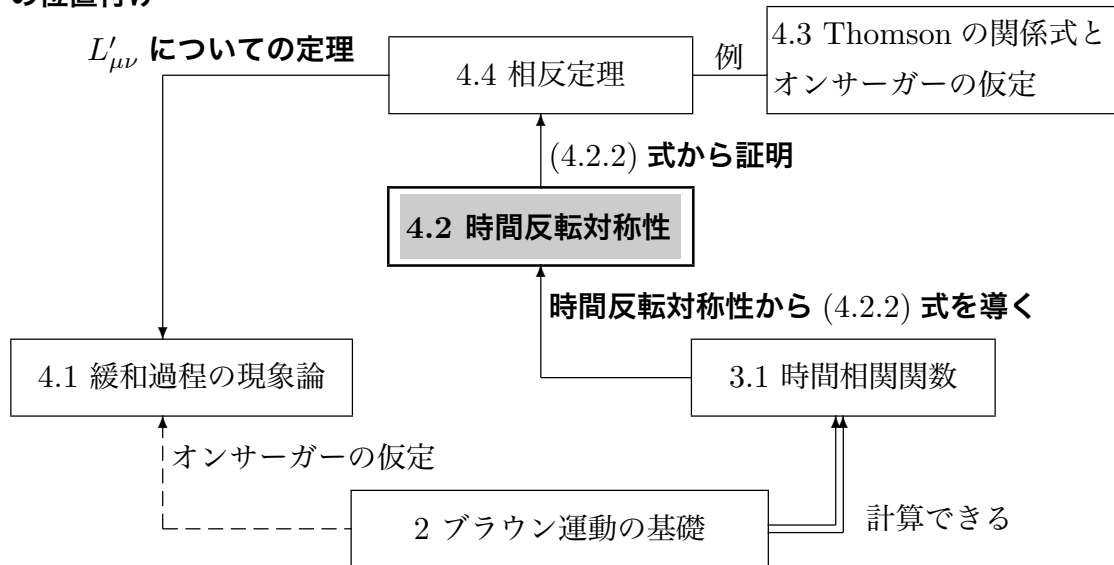 の位置付け
L′μν についての定理
4.4 相反定理
例
4.3 Thomson の関係式と
オンサーガーの仮定
(4.2.2) 式から証明
4.2 時間反転対称性
時間反転対称性から (4.2.2) 式を導く
4.1 緩和過程の現象論
3.1 時間相関関数
オンサーガーの仮定
2 ブラウン運動の基礎
計算できる